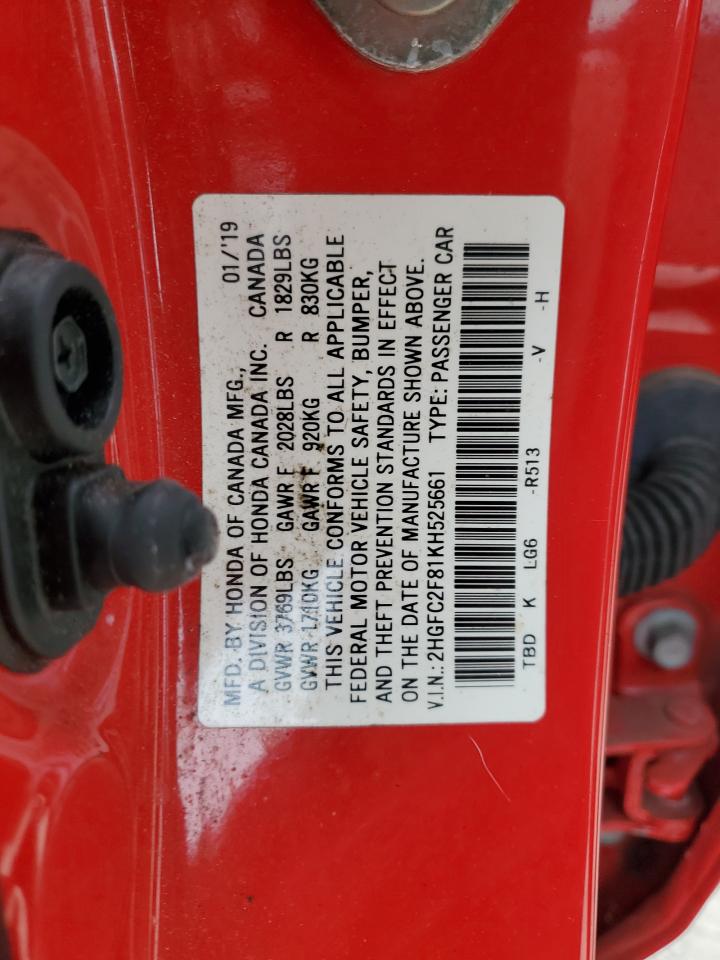 MFD. BY HONDA OF CANADA MFG., 01/'19
A DIVISION OF HONDA CANADA INC. CANADA
GVWR 3769LBS GAWR F 2028LBS R 1829LBS
GVWR 1710KG GAWR F 920KG R 830KG
THIS VEHICLE CONFORMS TO ALL APPLICABLE
FEDERAL MOTOR VEHICLE SAFETY, BUMPER,
AND THEFT PREVENTION STANDARDS IN EFFECT
ON THE DATE OF MANUFACTURE SHOWN ABOVE.
V.I.N.: 2HGFC2F81KH525661 TYPE: PASSENGER CAR
TBD K LG6 -R513 -V -H